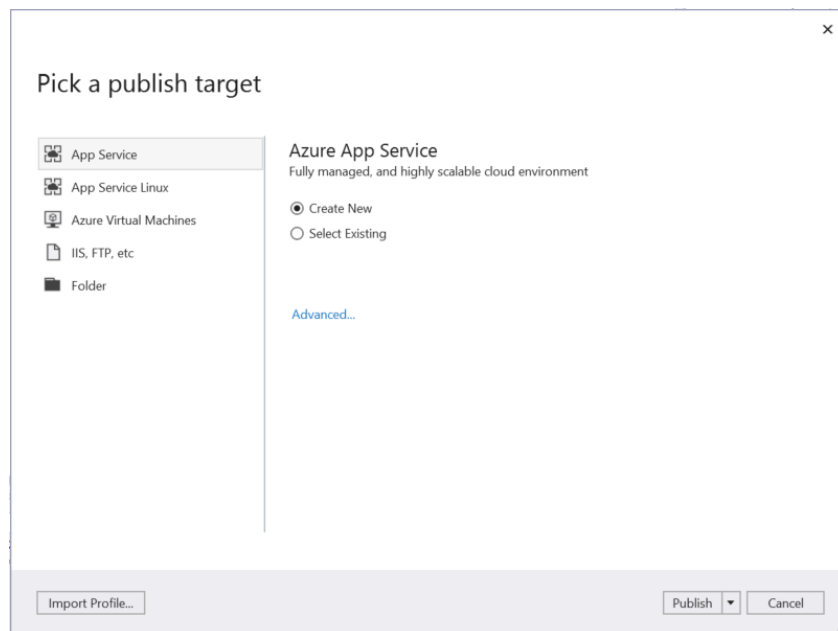 Pick a publish target
App Service
App Service Linux
Azure Virtual Machines
IIS, FTP, etc
Folder
Azure App Service
Fully managed, and highly scalable cloud environment
Create New
Select Existing
Advanced...
Import Profile...
Publish
Cancel